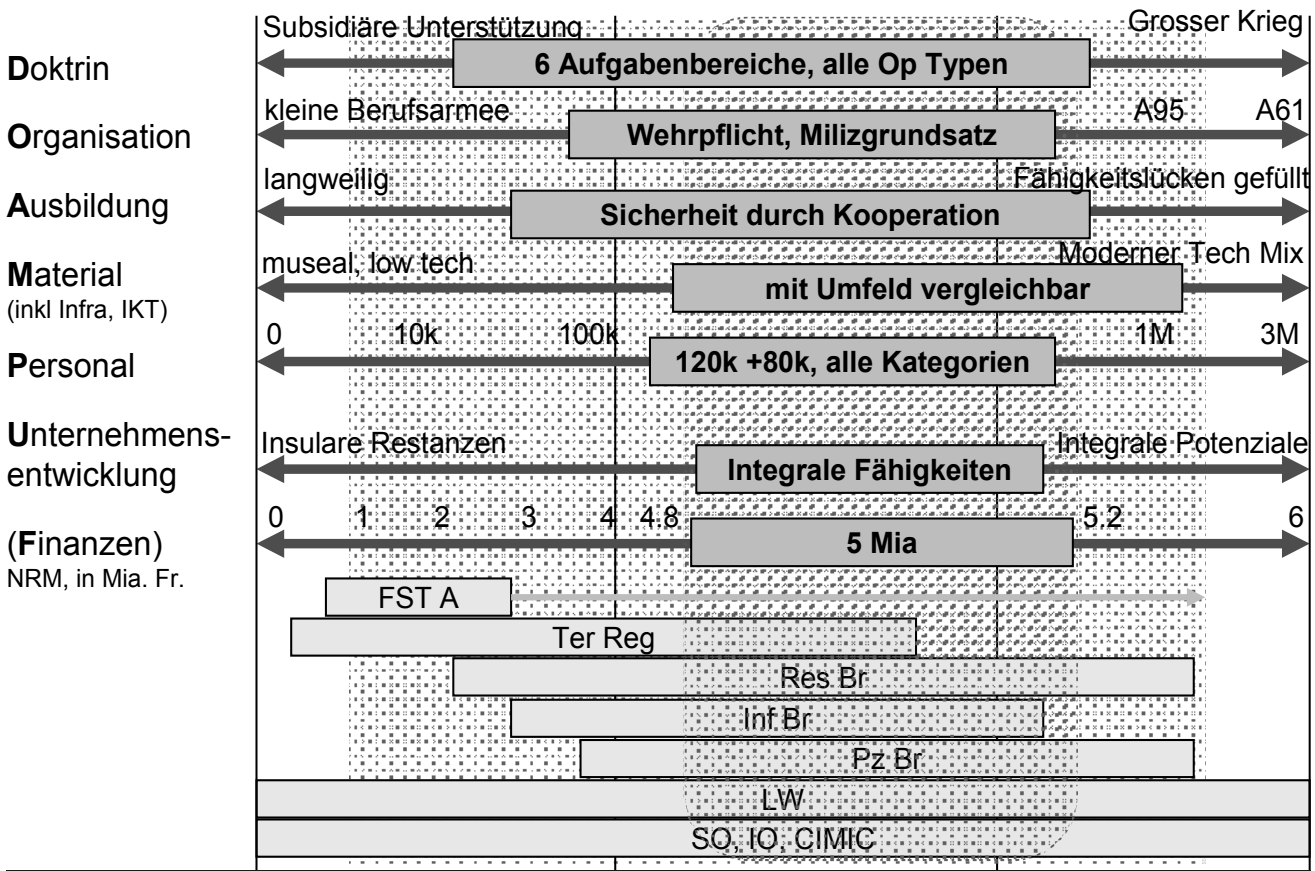 Subsidiäre Unterstützung Grosser Krieg
Doktrin 6 Aufgabenbereiche, alle Op Typen
kleine Berufsarmee A95 A61
Organisation Wehrpflicht, Milizgrundsatz
langweilig Fähigkeitslücken gefüllt
Ausbildung Sicherheit durch Kooperation
museal, low tech Moderner Tech Mix
Material mit Umfeld vergleichbar
(inkl Infra, IKT)
0 10k 100k 1M 3M
Personal 120k +80k, alle Kategorien
Unternehmens- Insulare Restanzen Integrale Potenziale
entwicklung Integrale Fähigkeiten
0 1 2 3 4 4.8 5.2 6
(Finanzen) 5 Mia
NRM, in Mia. Fr.
FST A
Ter Reg
Res Br
Inf Br
Pz Br
LW
SO, IO, CIMIC